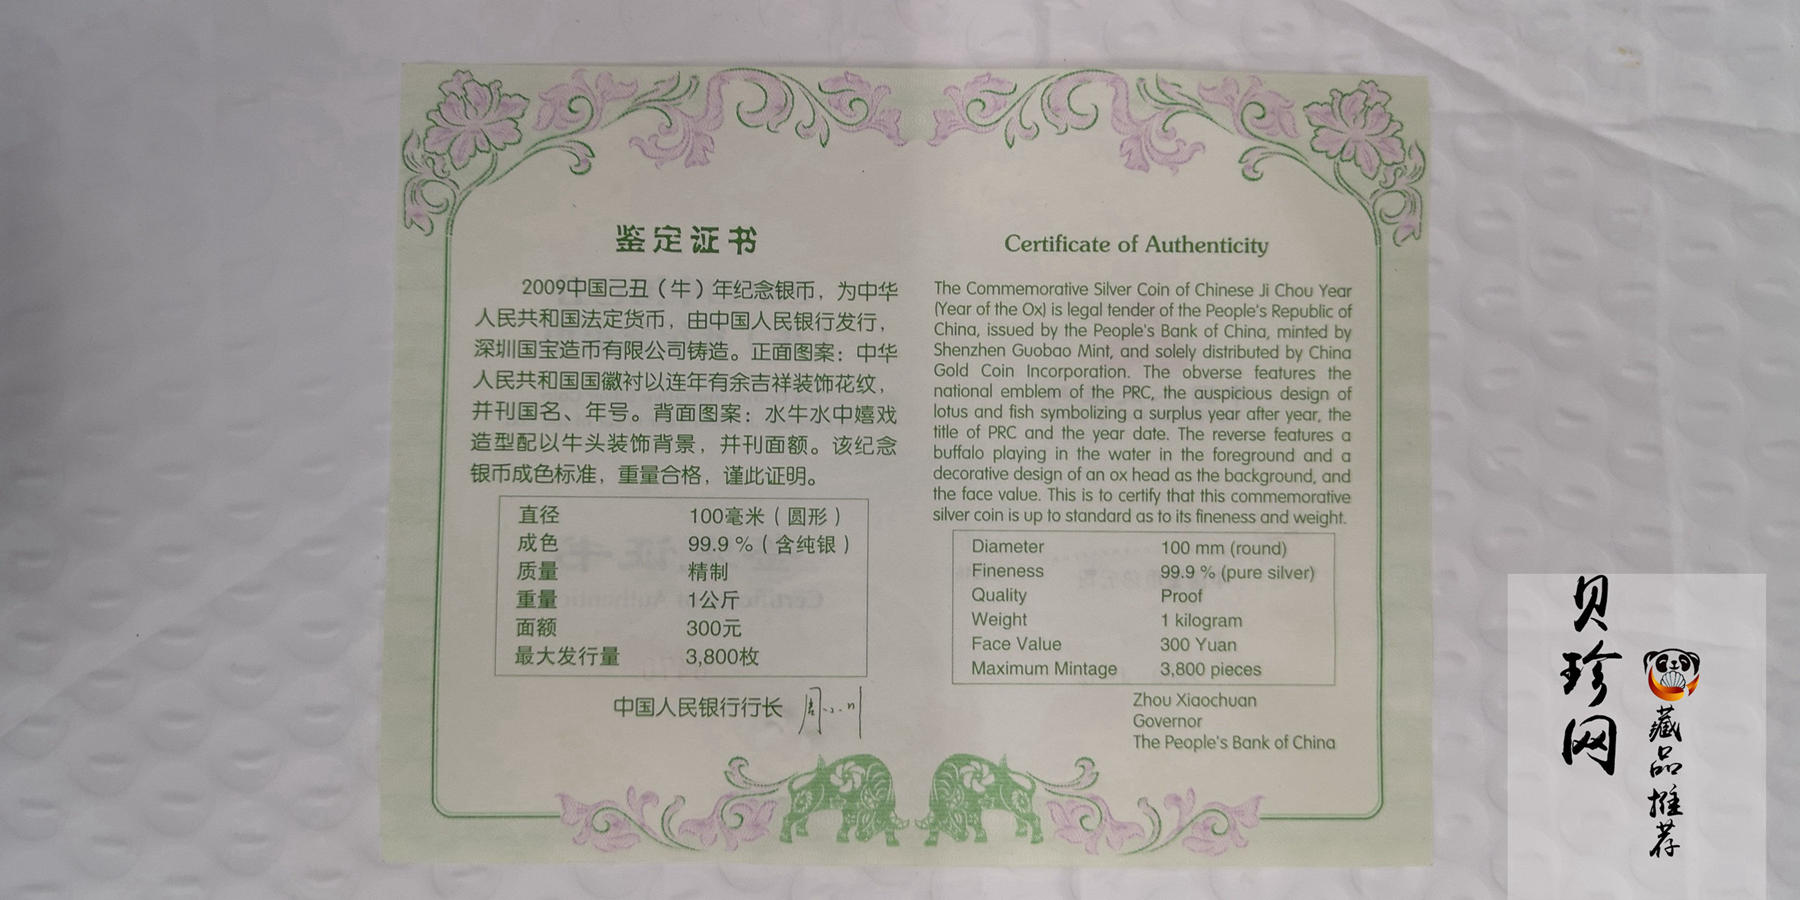 鉴定证书
2009中国己丑（牛）年纪念银币，为中华
人民共和国法定货币，由中国人民银行发行，
深圳国宝造币有限公司铸造。正面图案：中华
人民共和国国徽衬以连年有余吉祥装饰花纹，
并刊国名、年号。背面图案：水牛水中嬉戏
造型配以牛头装饰背景，并刊面额。该纪念
银币成色标准，重量合格，谨此证明。
直径 100毫米（圆形）
成色 99.9 %（含纯银）
质量 精制
重量 1公斤
面额 300元
最大发行量 3,800枚
中国人民银行行长
Certificate of Authenticity
The Commemorative Silver Coin of Chinese Ji Chou Year
(Year of the Ox) is legal tender of the People's Republic of
China, issued by the People's Bank of China, minted by
Shenzhen Guobao Mint, and solely distributed by China
Gold Coin Incorporation. The obverse features the
national emblem of the PRC, the auspicious design of
lotus and fish symbolizing a surplus year after year, the
title of PRC and the year date. The reverse features a
buffalo playing in the water in the foreground and a
decorative design of an ox head as the background, and
the face value. This is to certify that this commemorative
silver coin is up to standard as to its fineness and weight.
Diameter 100 mm (round)
Fineness 99.9 % (pure silver)
Quality Proof
Weight 1 kilogram
Face Value 300 Yuan
Maximum Mintage 3,800 pieces
Zhou Xiaochuan
Governor
The People's Bank of China
贝珍网
藏品推荐